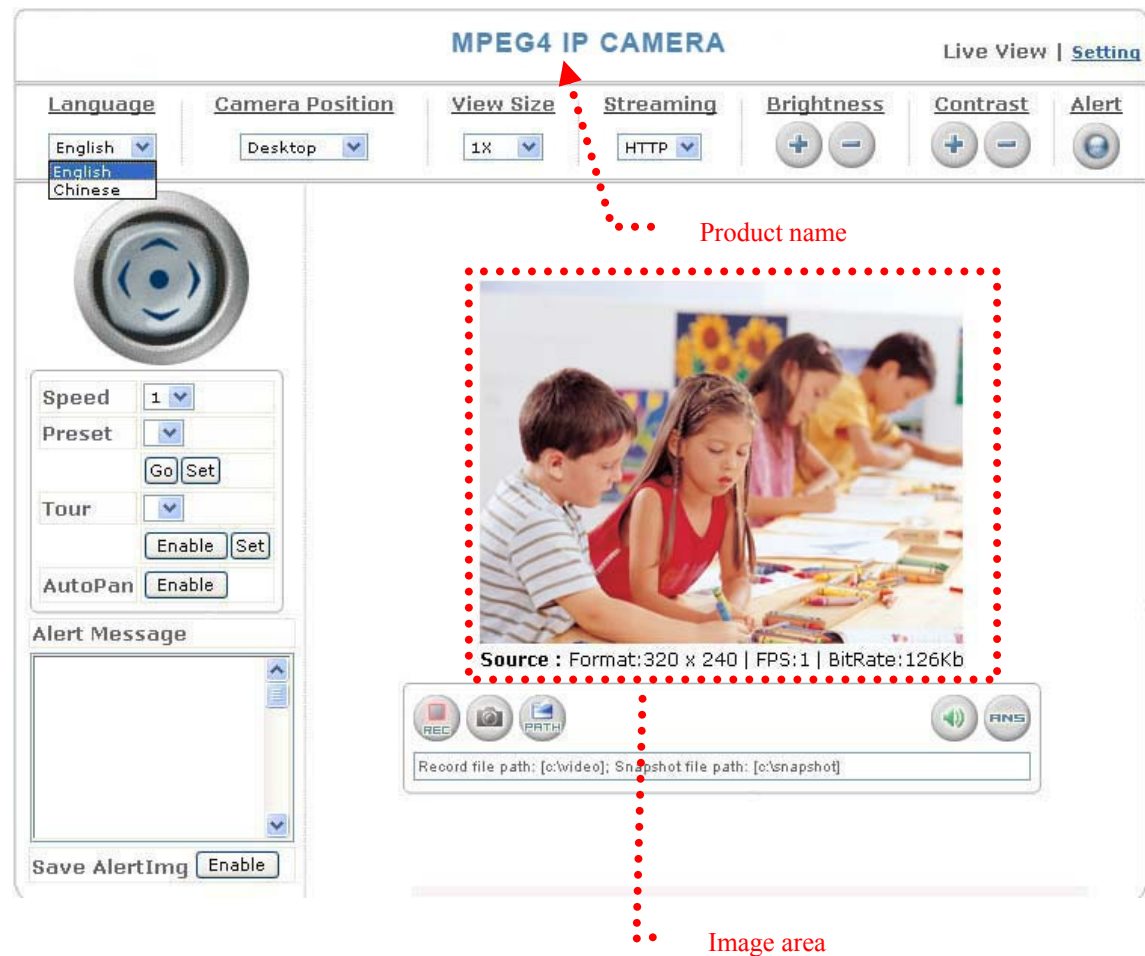 MPEG4 IP CAMERA
Live View | Setting
Language Camera Position View Size Streaming Brightness Contrast Alert
English Desktop 1X HTTP
English
Chinese
Product name
Speed 1
Preset
Go Set
Tour
Enable Set
AutoPan Enable
Alert Message
Source : Format:320 x 240 | FPS:1 | BitRate:126Kb
REC PATH ANS
Record file path: [c:\video]; Snapshot file path: [c:\snapshot]
Save AlertImg Enable
Image area